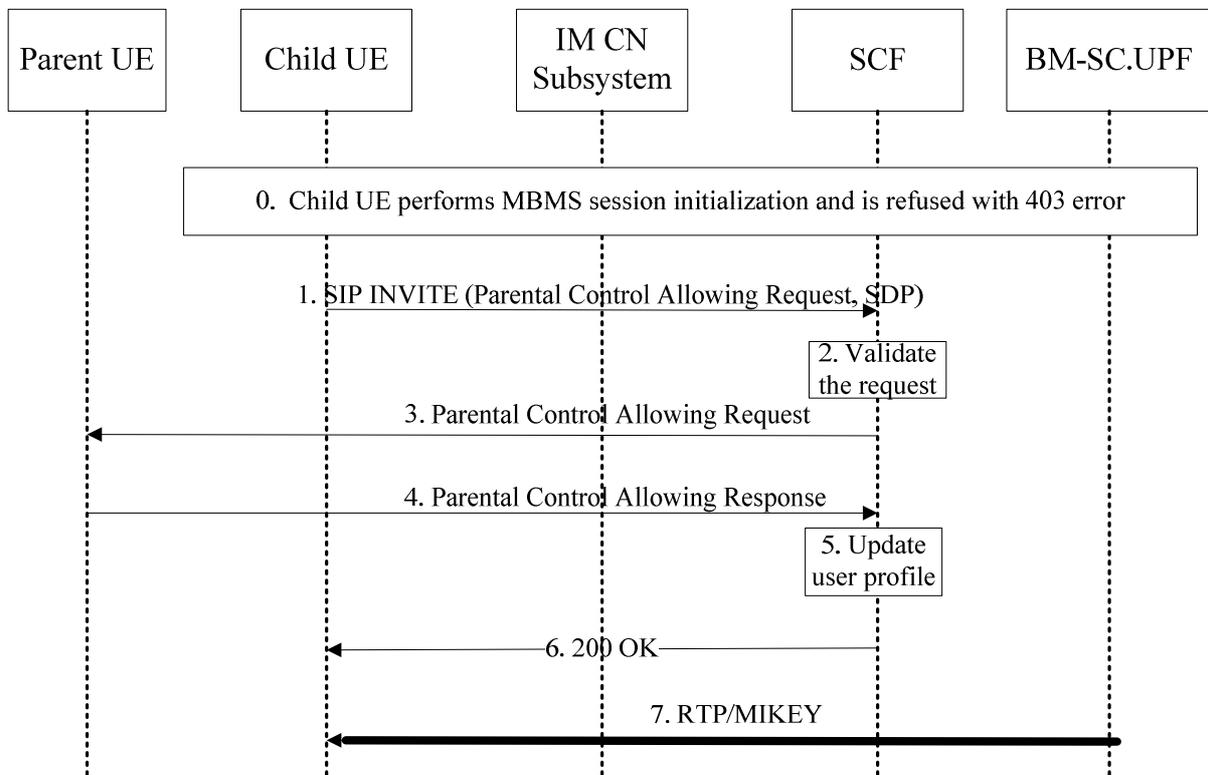 Parent UE
Child UE
IM CN
Subsystem
SCF
BM-SC.UPF
0. Child UE performs MBMS session initialization and is refused with 403 error
1. SIP INVITE (Parental Control Allowing Request, SDP)
2. Validate
the request
3. Parental Control Allowing Request
4. Parental Control Allowing Response
5. Update
user profile
6. 200 OK
7. RTP/MIKEY